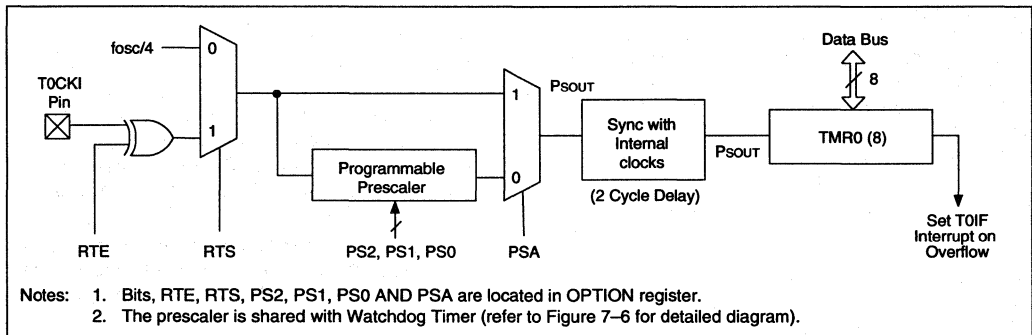 fosc/4
0
T0CKI
Pin
1
RTE
RTS
Programmable
Prescaler
PS2, PS1, PS0
1
0
PSA
PSOUT
Sync with
Internal
clocks
(2 Cycle Delay)
PSOUT
Data Bus
8
TMR0 (8)
Set T0IF
Interrupt on
Overflow
Notes: 1. Bits, RTE, RTS, PS2, PS1, PS0 AND PSA are located in OPTION register.
2. The prescaler is shared with Watchdog Timer (refer to Figure 7–6 for detailed diagram).